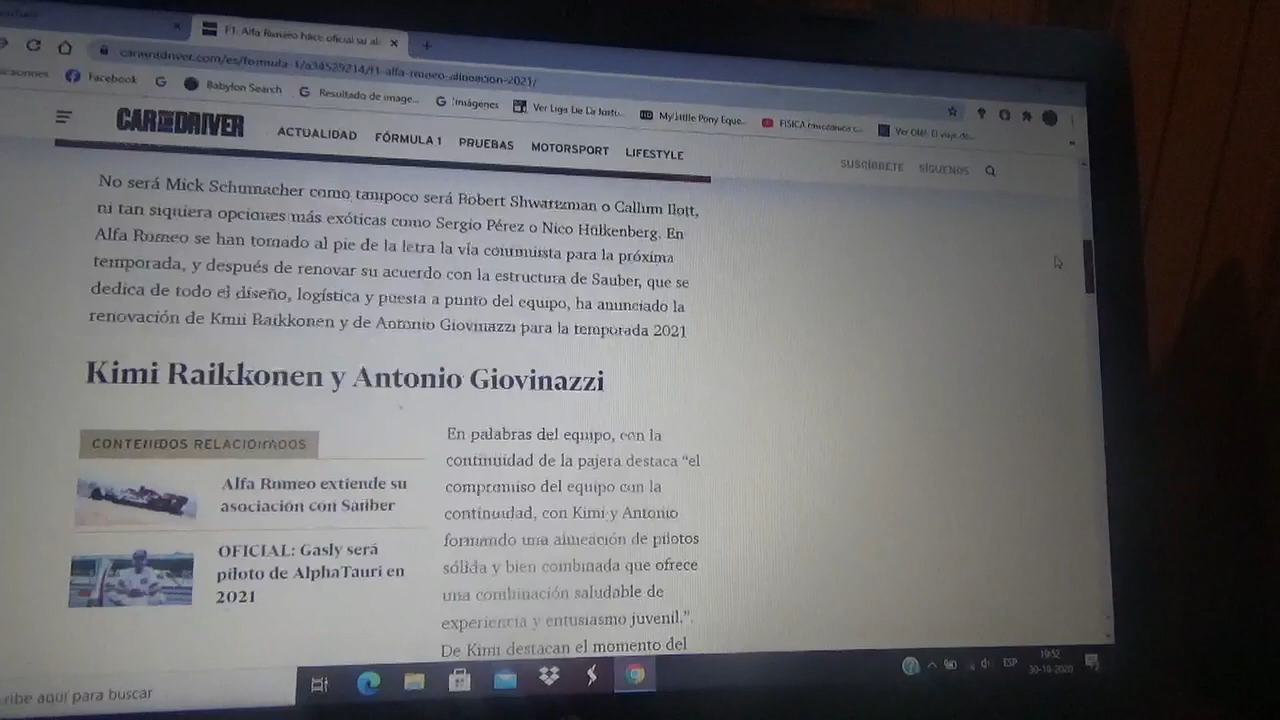 F1: Alfa Romeo hace oficial su al
caranddriver.com/es/formula-1/a34529214/f1-alfa-romeo-alineacion-2021/
Facebook
Babylon Search
Resultado de image...
Imágenes
Ver Liga De La Justi...
My Little Pony Eque...
FISICA mecanica c...
CAR AND DRIVER
ACTUALIDAD FÓRMULA 1 PRUEBAS MOTORSPORT LIFESTYLE
SUSCRÍBETE SÍGUENOS
No será Mick Schumacher como tampoco será Robert Shwartzman o Callum Ilott,
ni tan siquiera opciones más exóticas como Sergio Pérez o Nico Hülkenberg. En
Alfa Romeo se han tomado al pie de la letra la vía continuista para la próxima
temporada, y después de renovar su acuerdo con la estructura de Sauber, que se
dedica de todo el diseño, logística y puesta a punto del equipo, ha anunciado la
renovación de Kimi Raikkonen y de Antonio Giovinazzi para la temporada 2021
Kimi Raikkonen y Antonio Giovinazzi
CONTENIDOS RELACIONADOS
Alfa Romeo extiende su
asociación con Sauber
OFICIAL: Gasly será
piloto de AlphaTauri en
2021
En palabras del equipo, con la
continuidad de la pajera destaca "el
compromiso del equipo con la
continuidad, con Kimi y Antonio
formando una alineación de pilotos
sólida y bien combinada que ofrece
una combinación saludable de
experiencia y entusiasmo juvenil.".
De Kimi destacan el momento del
ribe aquí para buscar
ESP
19:52
30-10-2020